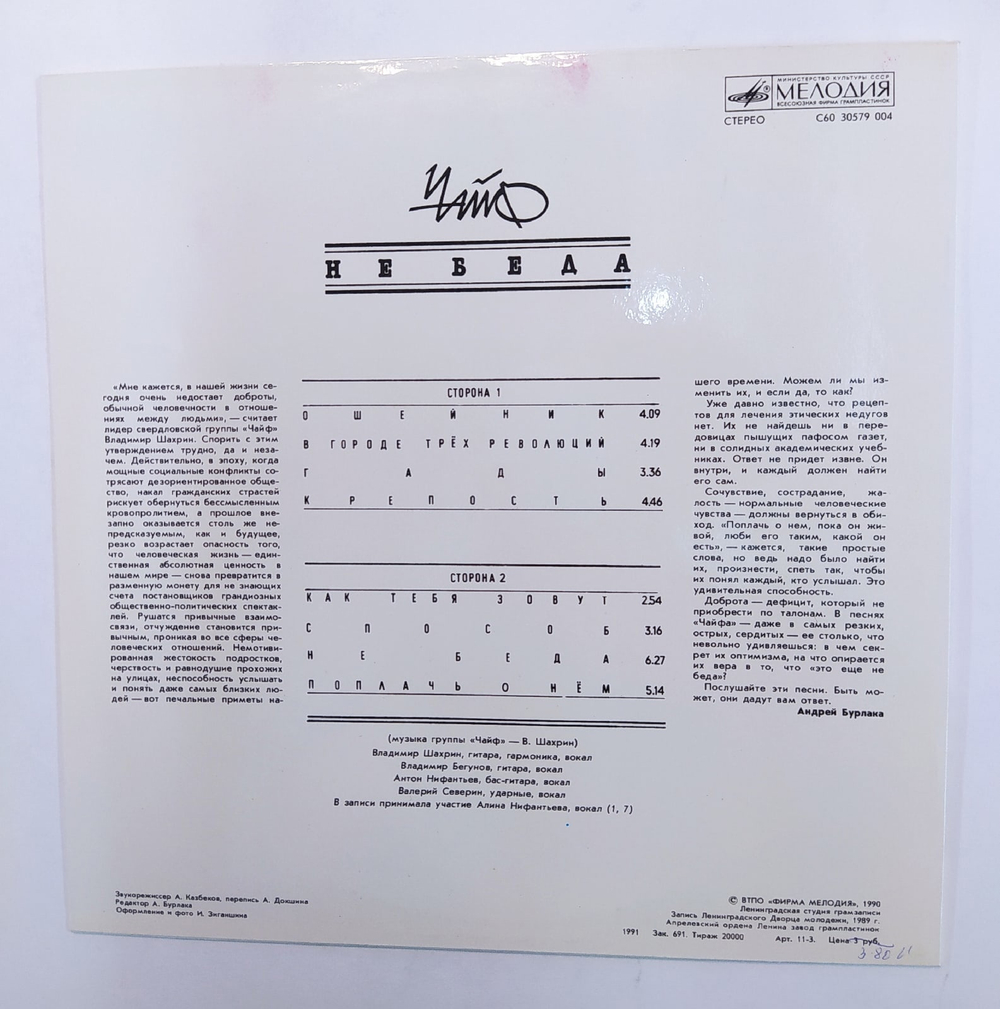 МИНИСТЕРСТВО КУЛЬТУРЫ СССР
МЕЛОДИЯ
ВСЕСОЮЗНАЯ ФИРМА ГРАМПЛАСТИНОК
СТЕРЕО С60 30579 004
Чайф
НЕ БЕДА
«Мне кажется, в нашей жизни се-
годня очень недостает доброты,
обычной человечности в отноше-
ниях между людьми», — считает
лидер свердловской группы «Чайф»
Владимир Шахрин. Спорить с этим
утверждением трудно, да и неза-
чем. Действительно, в эпоху, когда
мощные социальные конфликты со-
трясают дезориентированное обще-
ство, накал гражданских страстей
рискует обернуться бессмысленным
кровопролитием, а прошлое вне-
запно оказывается столь же не-
предсказуемым, как и будущее,
резко возрастает опасность того,
что человеческая жизнь — един-
ственная абсолютная ценность в
нашем мире — снова превратится в
разменную монету для не знающих
счета постановщиков грандиозных
общественно-политических спектак-
лей. Рушатся привычные взаимо-
связи, отчуждение становится при-
вычным, проникая во все сферы че-
ловеческих отношений. Немотиви-
рованная жестокость подростков,
черствость и равнодушие прохожих
на улицах, неспособность услышать
и понять даже самых близких лю-
дей — вот печальные приметы на-
СТОРОНА 1
ОШЕЙНИК 4.09
В ГОРОДЕ ТРЁХ РЕВОЛЮЦИЙ 4.19
ГАДЫ 3.36
КРЕПОСТЬ 4.46
СТОРОНА 2
КАК ТЕБЯ ЗОВУТ 2.54
СПОСОБ 3.16
НЕ БЕДА 6.27
ПОПЛАЧЬ О НЁМ 5.14
(музыка группы «Чайф» — В. Шахрин)
Владимир Шахрин, гитара, гармоника, вокал
Владимир Бегунов, гитара, вокал
Антон Нифантьев, бас-гитара, вокал
Валерий Северин, ударные, вокал
В записи принимала участие Алина Нифантьева, вокал (1, 7)
шего времени. Можем ли мы из-
менить их, и если да, то как?
Уже давно известно, что рецеп-
тов для лечения этических недугов
нет. Их не найдешь ни в пере-
довицах пышущих пафосом газет,
ни в солидных академических учеб-
никах. Ответ не придет извне. Он
внутри, и каждый должен найти
его сам.
Сочувствие, сострадание, жа-
лость — нормальные человеческие
чувства — должны вернуться в оби-
ход. «Поплачь о нем, пока он жи-
вой, люби его таким, какой он
есть», — кажется, такие простые
слова, но ведь надо было найти
их, произнести, спеть так, чтобы
их понял каждый, кто услышал. Это
удивительная способность.
Доброта — дефицит, который не
приобрести по талонам. В песнях
«Чайфа» — даже в самых резких,
острых, сердитых — ее столько, что
невольно удивляешься: в чем сек-
рет их оптимизма, на что опирается
их вера в то, что «это еще не
беда»?
Послушайте эти песни. Быть мо-
жет, они дадут вам ответ.
Андрей Бурлака
Звукорежиссер А. Казбеков, перепись А. Докшина
Редактор А. Бурлака
Оформление и фото И. Зиганшина
© ВТПО «ФИРМА МЕЛОДИЯ», 1990
Ленинградская студия грамзаписи
Запись Ленинградского Дворца молодежи, 1989 г.
Апрелевский ордена Ленина завод грампластинок
1991 Зак. 691. Тираж 20000 Арт. 11-3. Цена 3 руб.
3-80